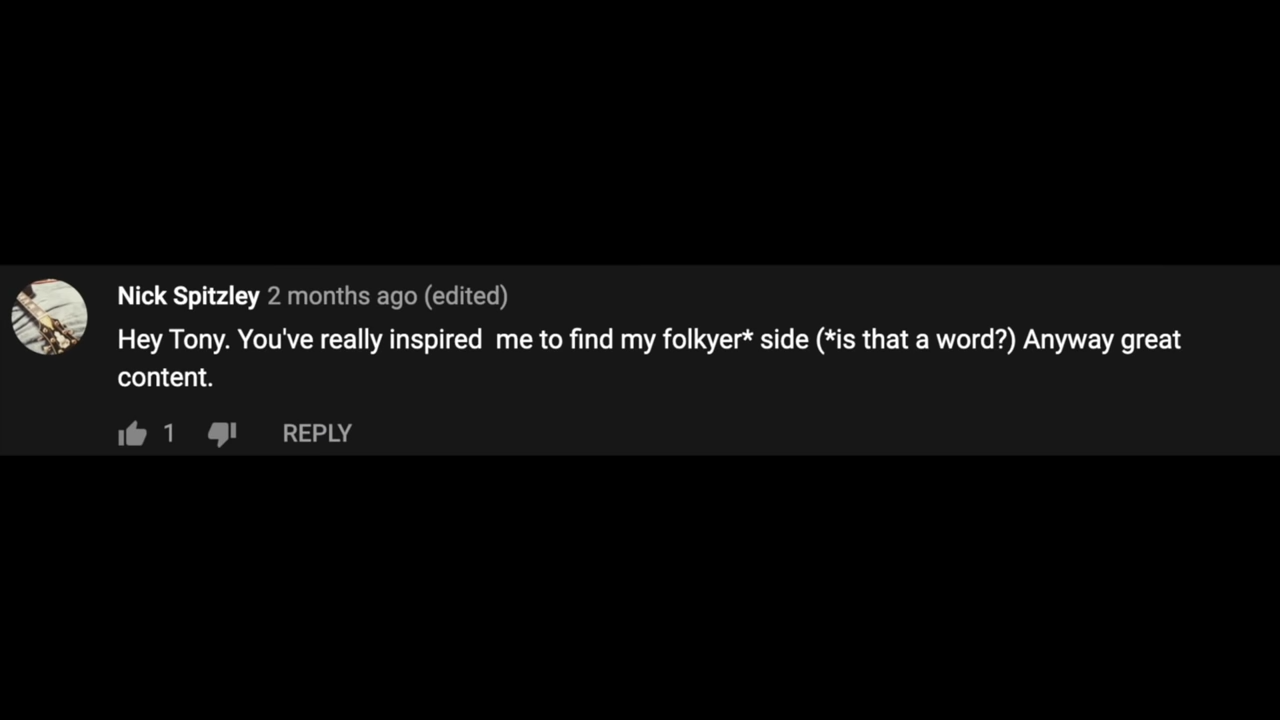 Nick Spitzley 2 months ago (edited)
Hey Tony. You've really inspired  me to find my folkyer* side (*is that a word?) Anyway great
content.
1 REPLY